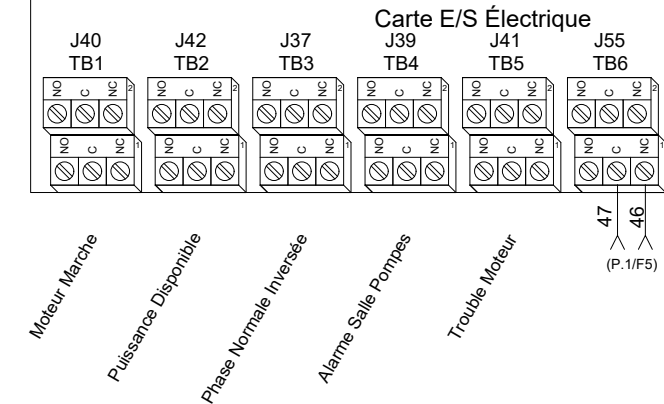 Carte E/S Électrique
J40 J42 J37 J39 J41 J55
TB1 TB2 TB3 TB4 TB5 TB6
NO C NC 2 NO C NC 2 NO C NC 2 NO C NC 2 NO C NC 2 NO C NC 2
NO C NC 1 NO C NC 1 NO C NC 1 NO C NC 1 NO C NC 1 NO C NC 1
47 46
(P.1/F5)
Moteur Marche
Puissance Disponible
Phase Normale Inversée
Alarme Salle Pompes
Trouble Moteur